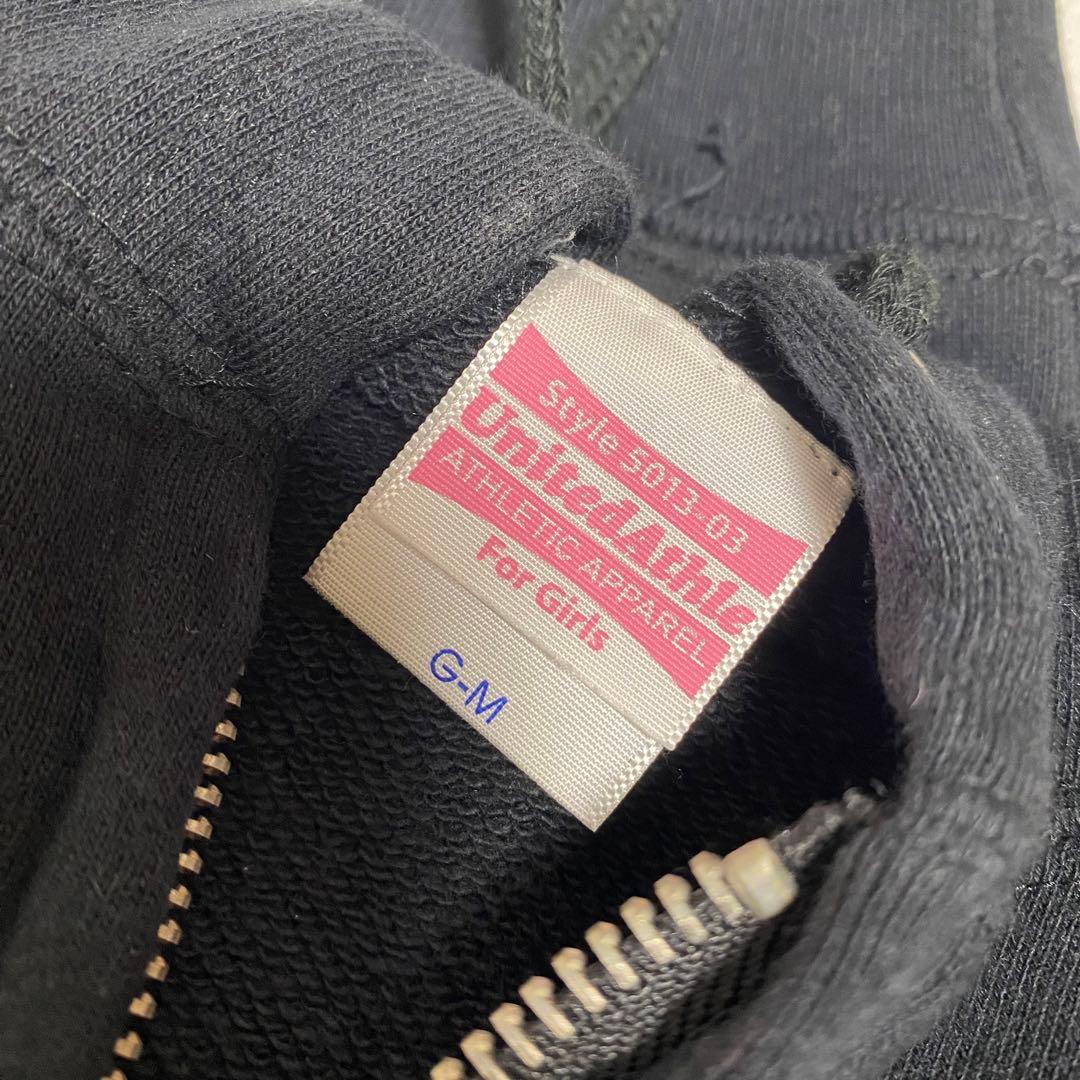 Style 5013-03
UnitedAthle
ATHLETIC APPAREL
For Girls
G-M